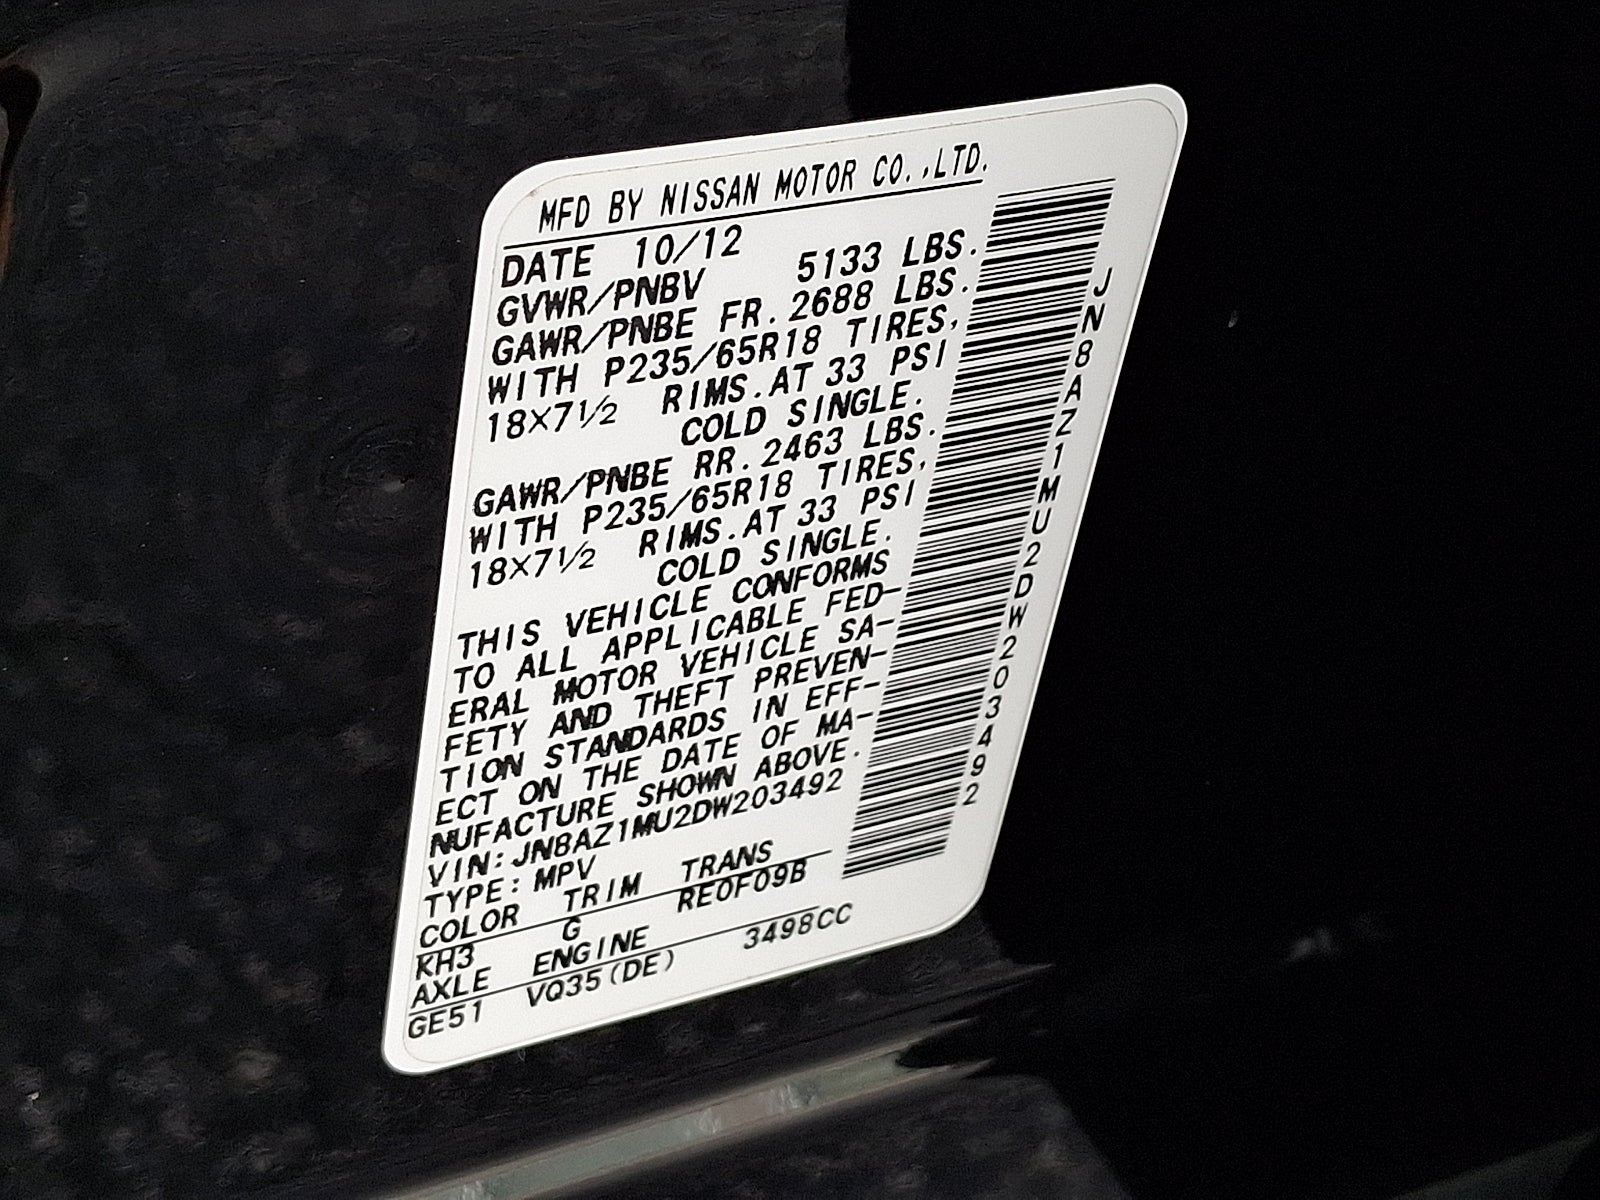 MFD BY NISSAN MOTOR CO.,LTD.
DATE 10/12
GVWR/PNBV 5133 LBS.
GAWR/PNBE FR. 2688 LBS.
WITH P235/65R18 TIRES,
18X7 1/2 RIMS. AT 33 PSI
COLD SINGLE.
GAWR/PNBE RR. 2463 LBS.
WITH P235/65R18 TIRES,
18X7 1/2 RIMS. AT 33 PSI
COLD SINGLE.
THIS VEHICLE CONFORMS
TO ALL APPLICABLE FED-
ERAL MOTOR VEHICLE SA-
FETY AND THEFT PREVEN-
TION STANDARDS IN EFF-
ECT ON THE DATE OF MA-
NUFACTURE SHOWN ABOVE.
VIN: JN8AZ1MU2DW203492
TYPE: MPV
COLOR TRIM TRANS
KH3 G RE0F09B
AXLE ENGINE
GE51 VQ35(DE) 3498CC
JN8AZ1MU2DW203492